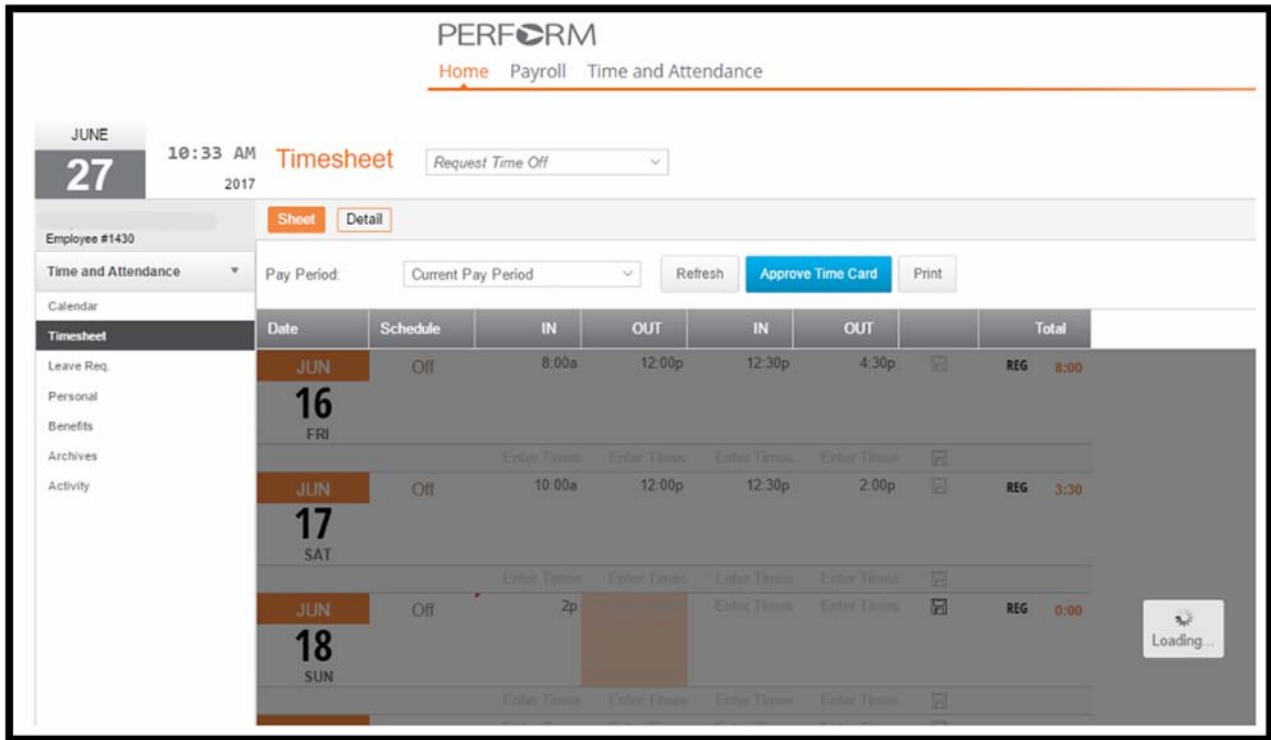 PERFORM
Home Payroll Time and Attendance
JUNE
27
10:33 AM
2017
Timesheet
Request Time Off
Employee #1430
Sheet Detail
Time and Attendance
Pay Period: Current Pay Period Refresh Approve Time Card Print
Calendar
Timesheet
Leave Req.
Personal
Benefits
Archives
Activity
Date Schedule IN OUT IN OUT Total
JUN Off 8:00a 12:00p 12:30p 4:30p REG 8:00
16
FRI
Enter Times Enter Times Enter Times Enter Times
JUN Off 10:00a 12:00p 12:30p 2:00p REG 3:30
17
SAT
Enter Times Enter Times Enter Times Enter Times
JUN Off 2p Enter Times Enter Times REG 0:00
18
SUN
Loading...
Enter Times Enter Times Enter Times Enter Times